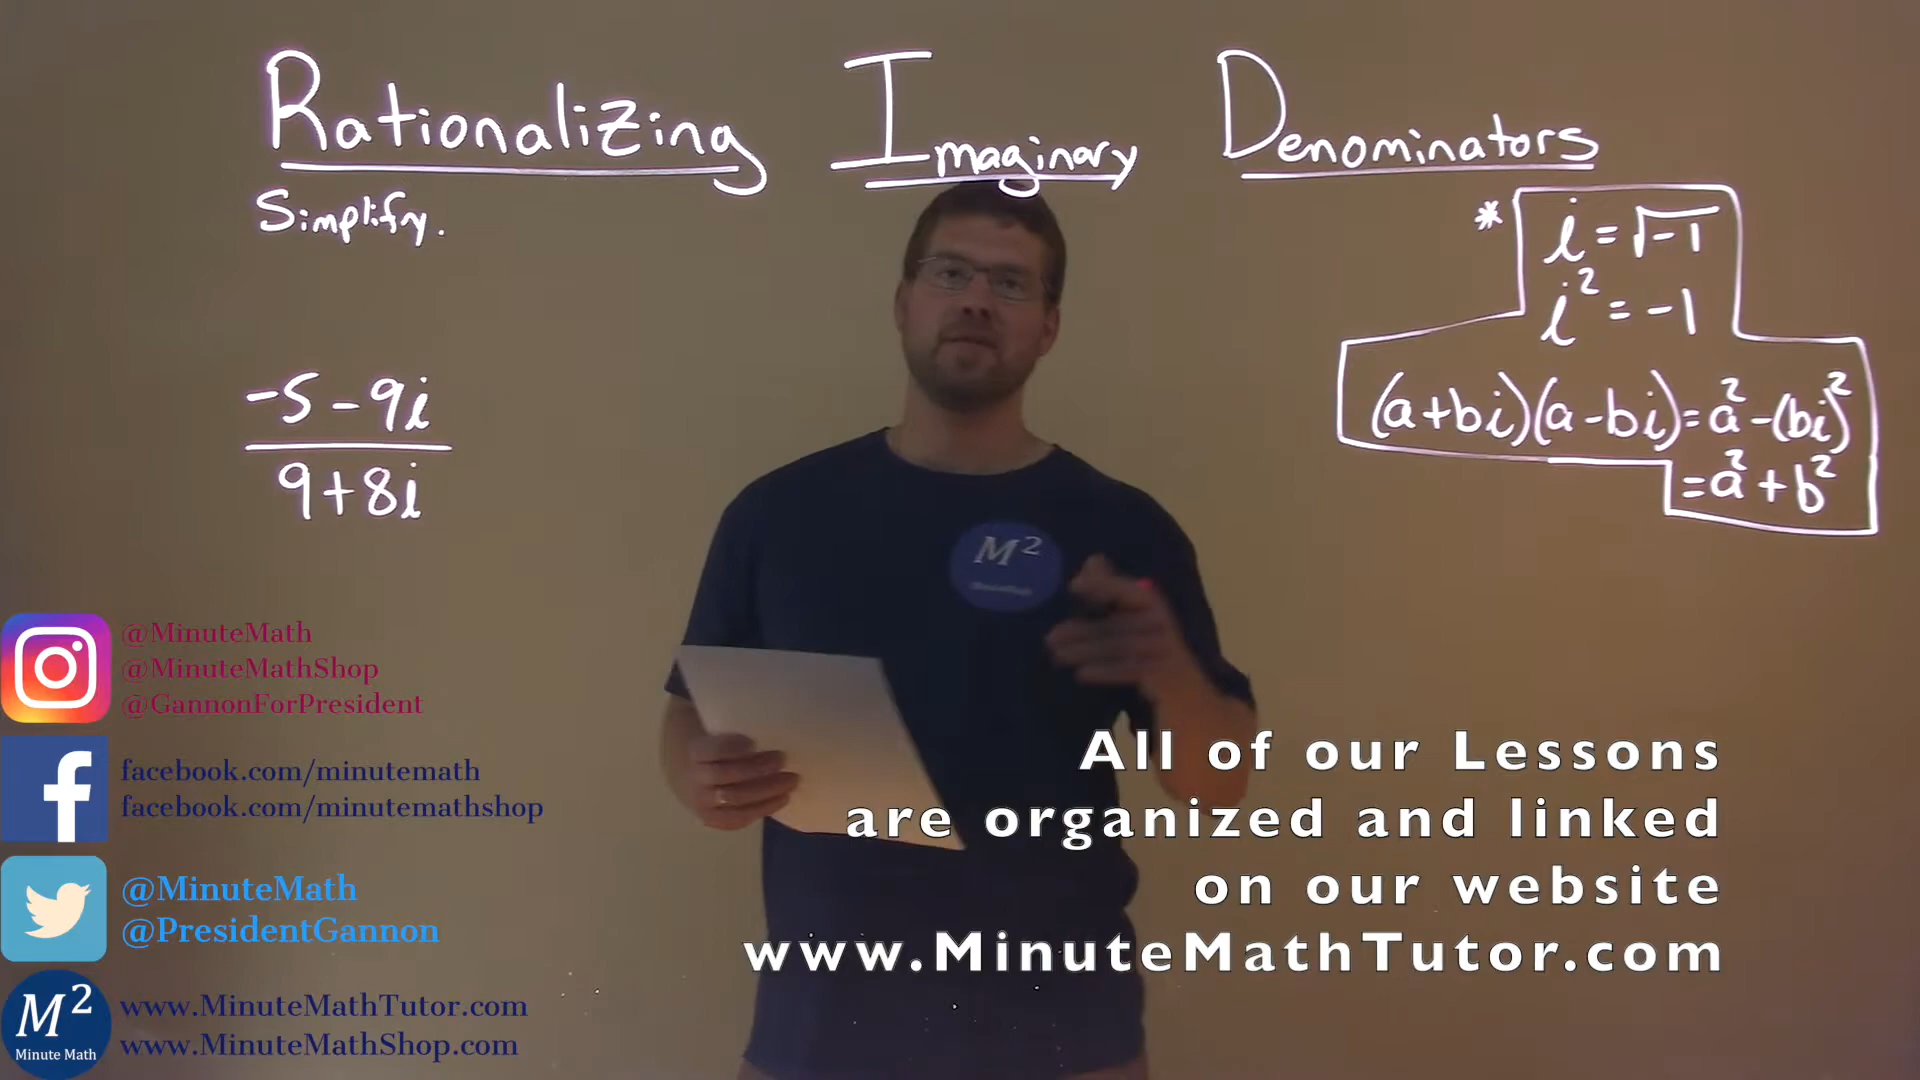 Rationalizing Imaginary Denominators
Simplify.
* i = √-1
i² = -1
(a+bi)(a-bi) = a² - (bi)²
= a² + b²
-5-9i
9+8i
M²
@MinuteMath
@MinuteMathShop
@GannonForPresident
facebook.com/minutemath
facebook.com/minutemathshop
@MinuteMath
@PresidentGannon
M²
Minute Math
www.MinuteMathTutor.com
www.MinuteMathShop.com
All of our Lessons
are organized and linked
on our website
www.MinuteMathTutor.com